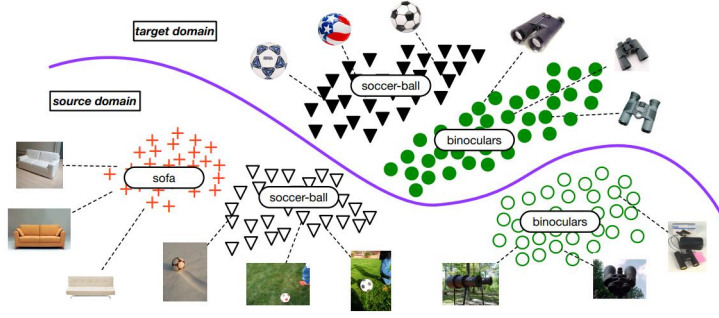 target domain
source domain
soccer-ball
binoculars
sofa
soccer-ball
binoculars